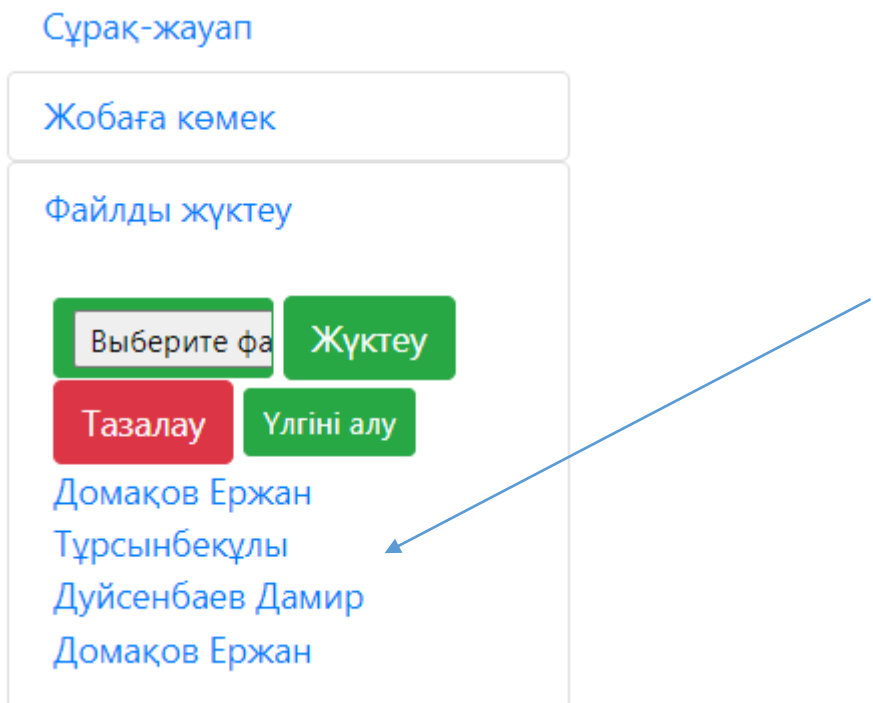 Сұрақ-жауап
Жобаға көмек
Файлды жүктеу
Выберите фа Жүктеу
Тазалау Үлгіні алу
Домақов Ержан
Тұрсынбекұлы
Дуйсенбаев Дамир
Домақов Ержан